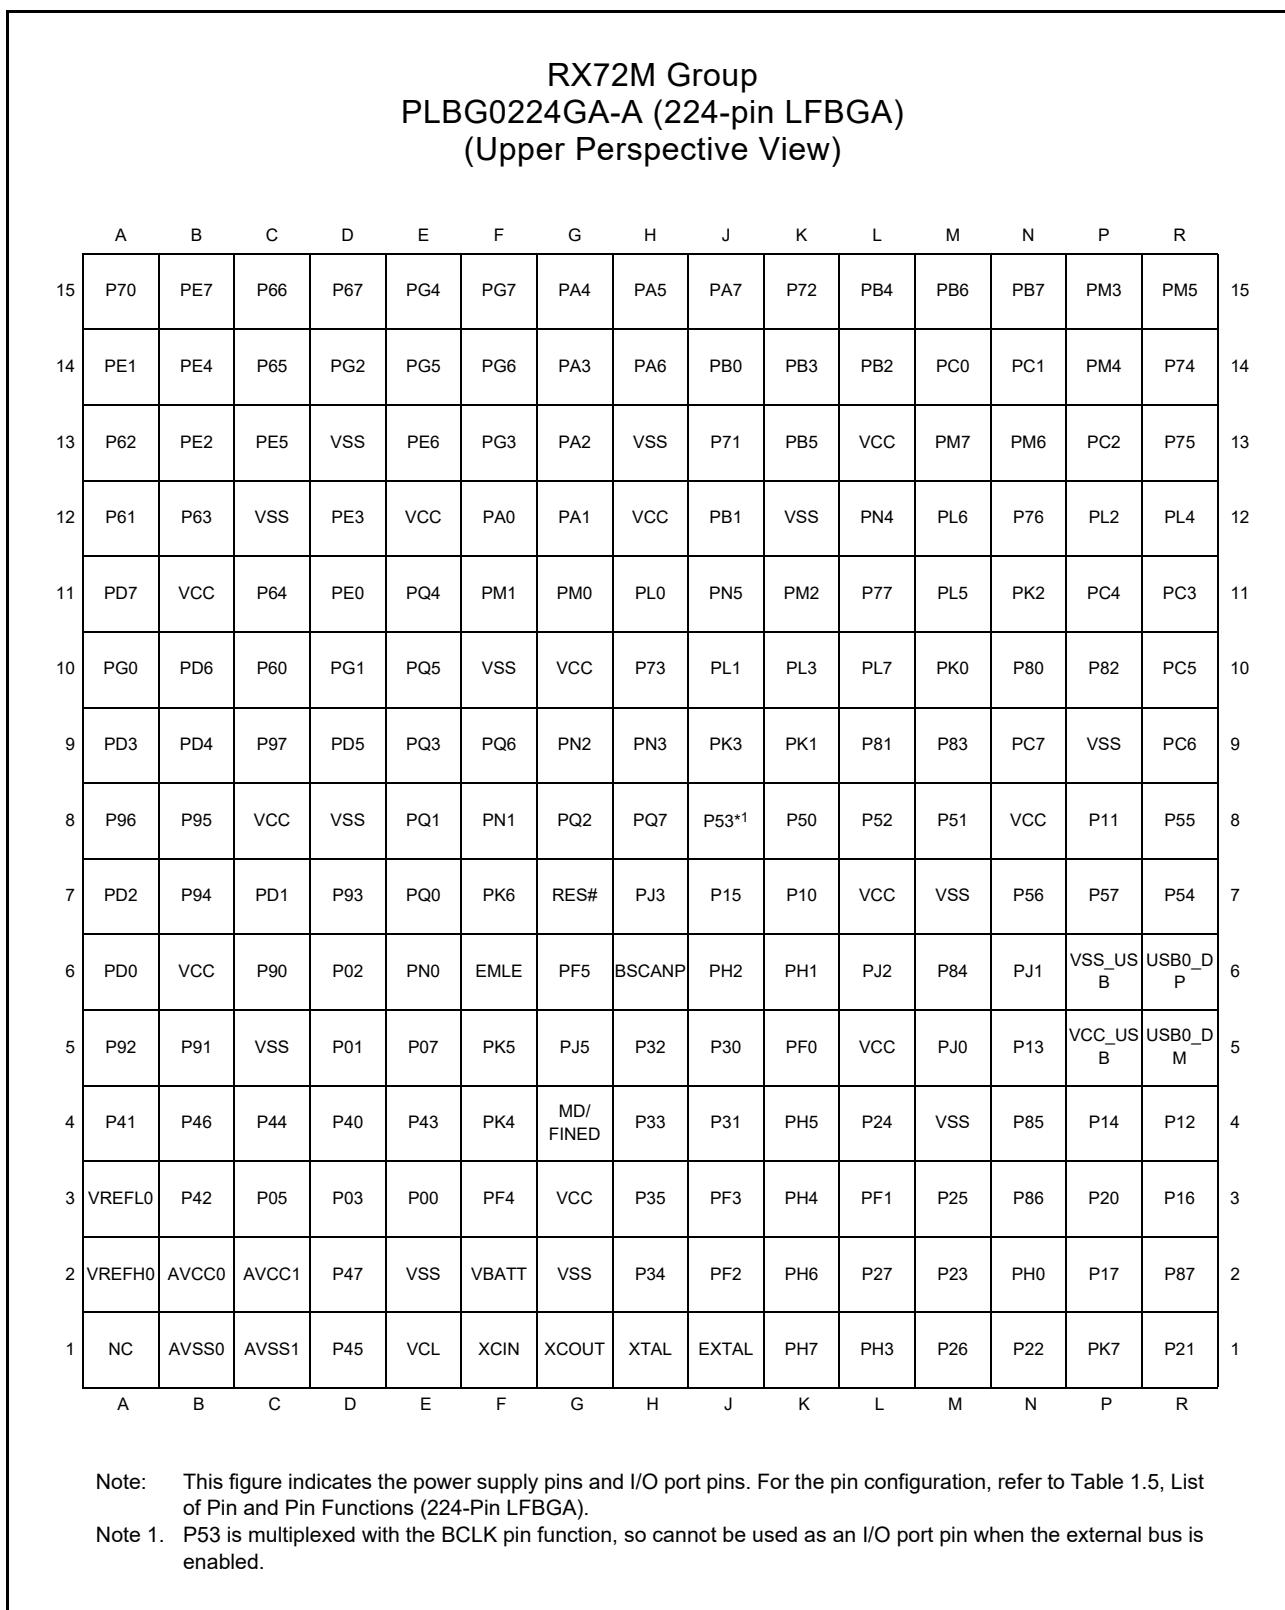 RX72M Group
PLBG0224GA-A (224-pin LFBGA)
(Upper Perspective View)
A B C D E F G H J K L M N P R
15 P70 PE7 P66 P67 PG4 PG7 PA4 PA5 PA7 P72 PB4 PB6 PB7 PM3 PM5 15
14 PE1 PE4 P65 PG2 PG5 PG6 PA3 PA6 PB0 PB3 PB2 PC0 PC1 PM4 P74 14
13 P62 PE2 PE5 VSS PE6 PG3 PA2 VSS P71 PB5 VCC PM7 PM6 PC2 P75 13
12 P61 P63 VSS PE3 VCC PA0 PA1 VCC PB1 VSS PN4 PL6 P76 PL2 PL4 12
11 PD7 VCC P64 PE0 PQ4 PM1 PM0 PL0 PN5 PM2 P77 PL5 PK2 PC4 PC3 11
10 PG0 PD6 P60 PG1 PQ5 VSS VCC P73 PL1 PL3 PL7 PK0 P80 P82 PC5 10
9 PD3 PD4 P97 PD5 PQ3 PQ6 PN2 PN3 PK3 PK1 P81 P83 PC7 VSS PC6 9
8 P96 P95 VCC VSS PQ1 PN1 PQ2 PQ7 P53*1 P50 P52 P51 VCC P11 P55 8
7 PD2 P94 PD1 P93 PQ0 PK6 RES# PJ3 P15 P10 VCC VSS P56 P57 P54 7
6 PD0 VCC P90 P02 PN0 EMLE PF5 BSCANP PH2 PH1 PJ2 P84 PJ1 VSS_USB USB0_DP 6
5 P92 P91 VSS P01 P07 PK5 PJ5 P32 P30 PF0 VCC PJ0 P13 VCC_USB USB0_DM 5
4 P41 P46 P44 P40 P43 PK4 MD/FINED P33 P31 PH5 P24 VSS P85 P14 P12 4
3 VREFL0 P42 P05 P03 P00 PF4 VCC P35 PF3 PH4 PF1 P25 P86 P20 P16 3
2 VREFH0 AVCC0 AVCC1 P47 VSS VBATT VSS P34 PF2 PH6 P27 P23 PH0 P17 P87 2
1 NC AVSS0 AVSS1 P45 VCL XCIN XCOUT XTAL EXTAL PH7 PH3 P26 P22 PK7 P21 1
A B C D E F G H J K L M N P R
Note: This figure indicates the power supply pins and I/O port pins. For the pin configuration, refer to Table 1.5, List
of Pin and Pin Functions (224-Pin LFBGA).
Note 1. P53 is multiplexed with the BCLK pin function, so cannot be used as an I/O port pin when the external bus is
enabled.